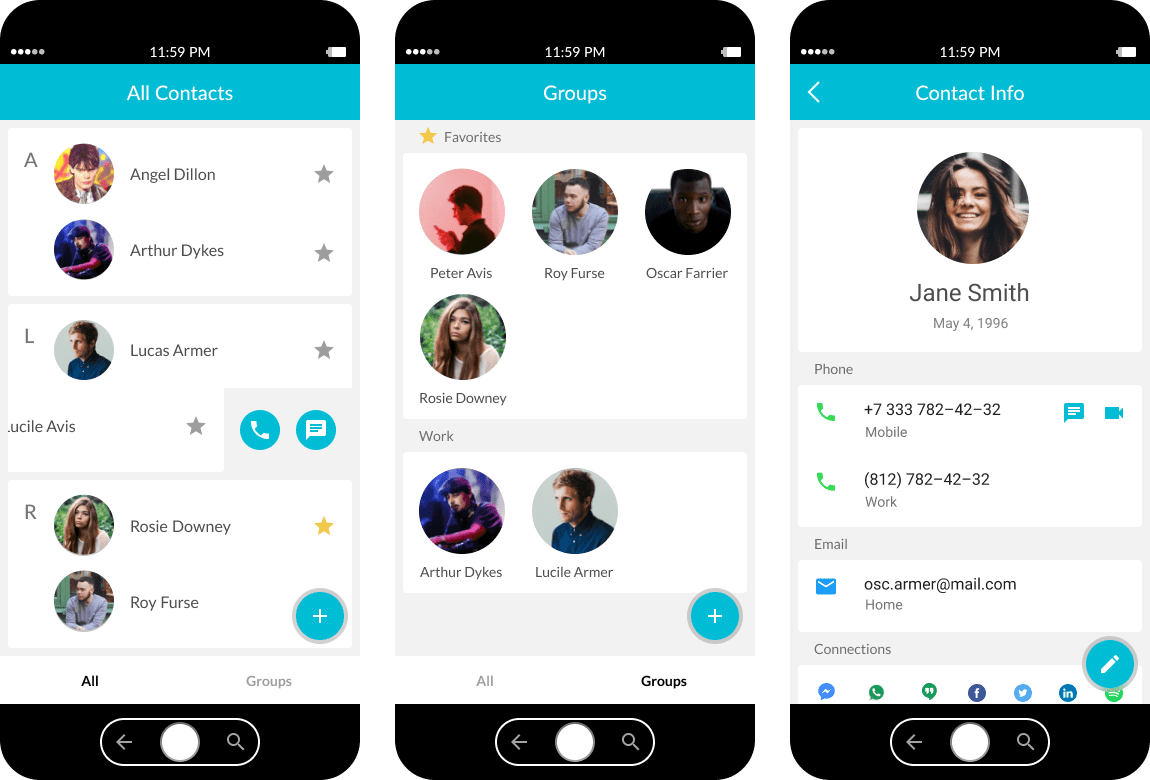 11:59 PM
All Contacts
A
Angel Dillon
Arthur Dykes
L
Lucas Armer
ucile Avis
R
Rosie Downey
Roy Furse
All
Groups
11:59 PM
Groups
Favorites
Peter Avis
Roy Furse
Oscar Farrier
Rosie Downey
Work
Arthur Dykes
Lucile Armer
All
Groups
11:59 PM
Contact Info
Jane Smith
May 4, 1996
Phone
+7 333 782–42–32
Mobile
(812) 782–42–32
Work
Email
osc.armer@mail.com
Home
Connections
f
in